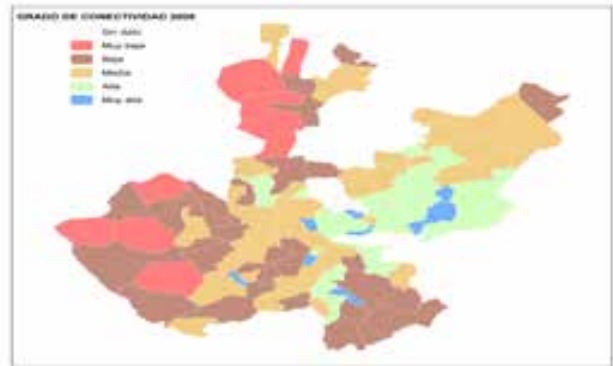 GRADO DE CONECTIVIDAD 2009
Sin dato
Muy baja
Baja
Media
Alta
Muy alta